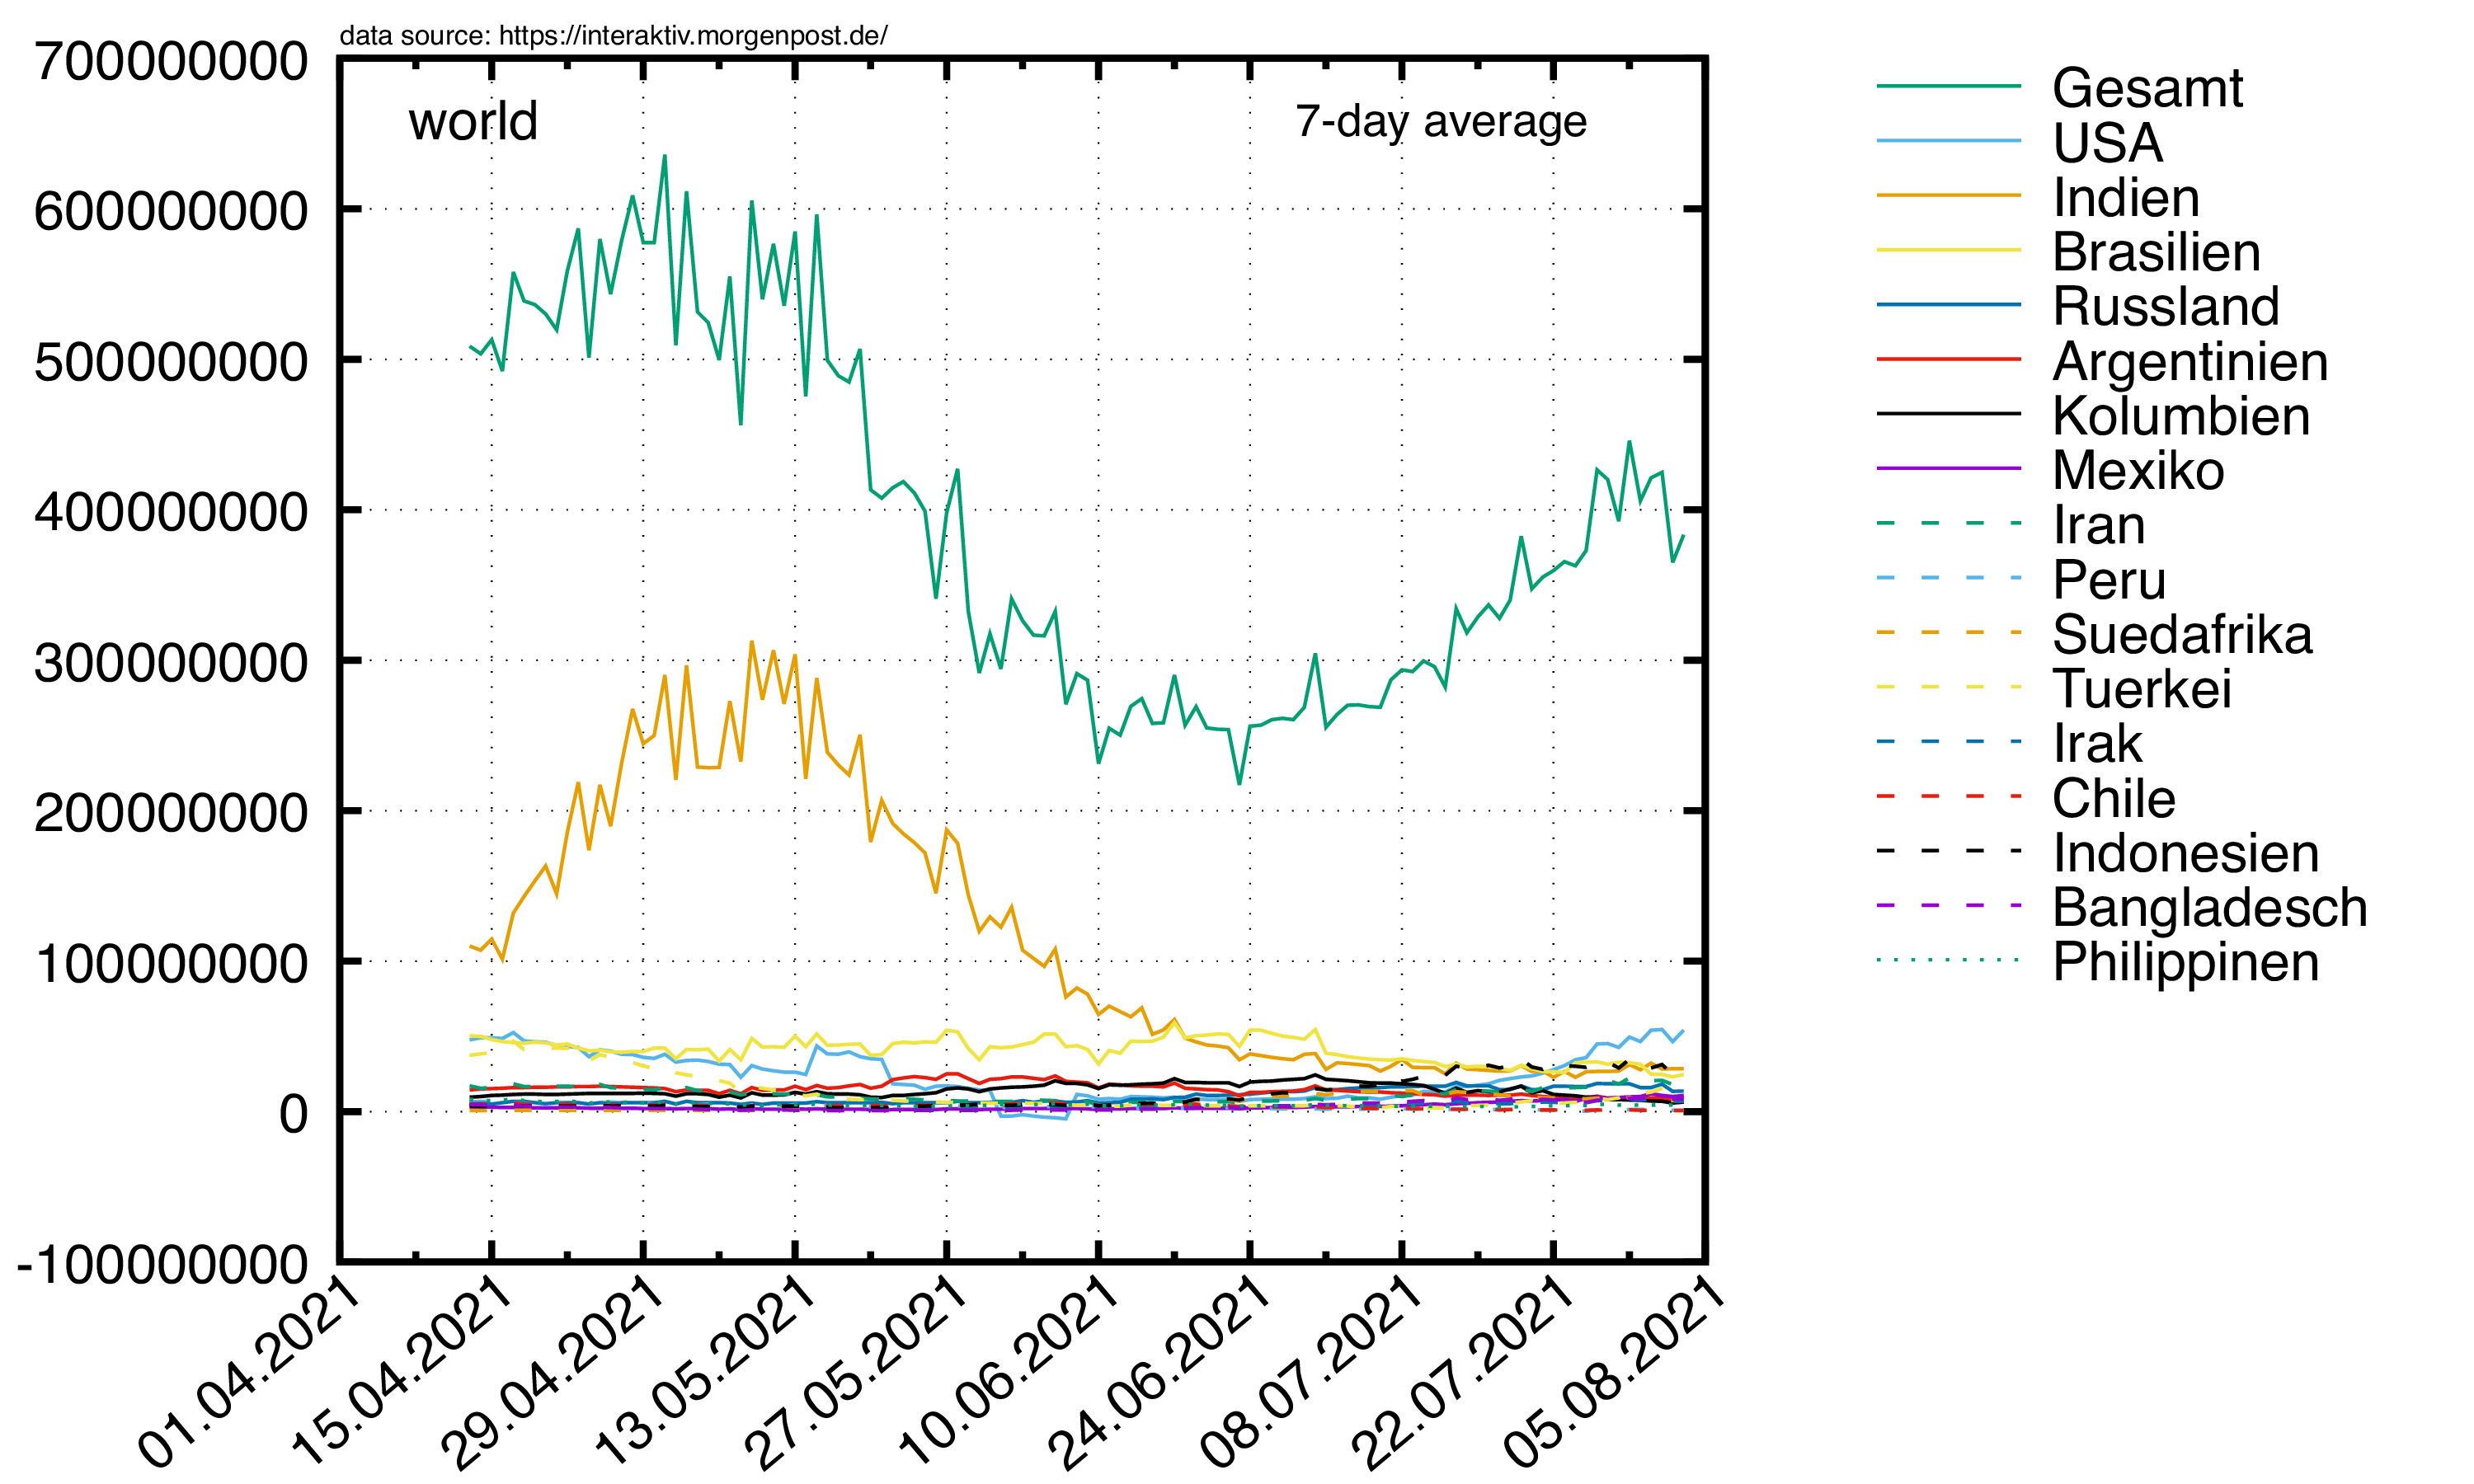 data source: https://interaktiv.morgenpost.de/
700000000
600000000
500000000
400000000
300000000
200000000
100000000
0
-100000000
world
7-day average
01.04.2021
15.04.2021
29.04.2021
13.05.2021
27.05.2021
10.06.2021
24.06.2021
08.07.2021
22.07.2021
05.08.2021
Gesamt
USA
Indien
Brasilien
Russland
Argentinien
Kolumbien
Mexiko
Iran
Peru
Suedafrika
Tuerkei
Irak
Chile
Indonesien
Bangladesch
Philippinen